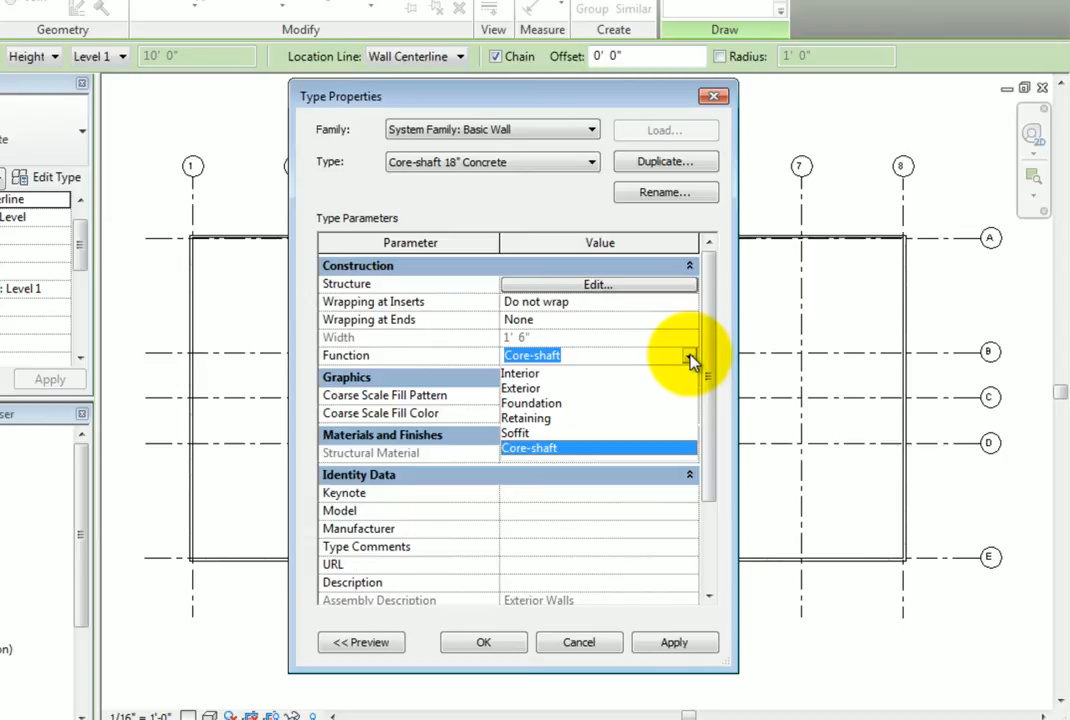 Group Similar
Geometry
Modify
View
Measure
Create
Draw
Height
Level 1
10' 0"
Location Line: Wall Centerline
Chain
Offset: 0' 0"
Radius: 1' 0"
Type Properties
Family:
System Family: Basic Wall
Load...
Type:
Core-shaft 18" Concrete
Duplicate...
Rename...
Type Parameters
Parameter
Value
Construction
Structure
Edit...
Wrapping at Inserts
Do not wrap
Wrapping at Ends
None
Width
1' 6"
Function
Core-shaft
Interior
Exterior
Foundation
Retaining
Soffit
Core-shaft
Graphics
Coarse Scale Fill Pattern
Coarse Scale Fill Color
Materials and Finishes
Structural Material
Identity Data
Keynote
Model
Manufacturer
Type Comments
URL
Description
Assembly Description
Exterior Walls
<< Preview
OK
Cancel
Apply
te
Edit Type
erline
Level
: Level 1
Apply
ser
on)
1
7
8
A
B
C
D
E
2D
1/16" = 1'-0"